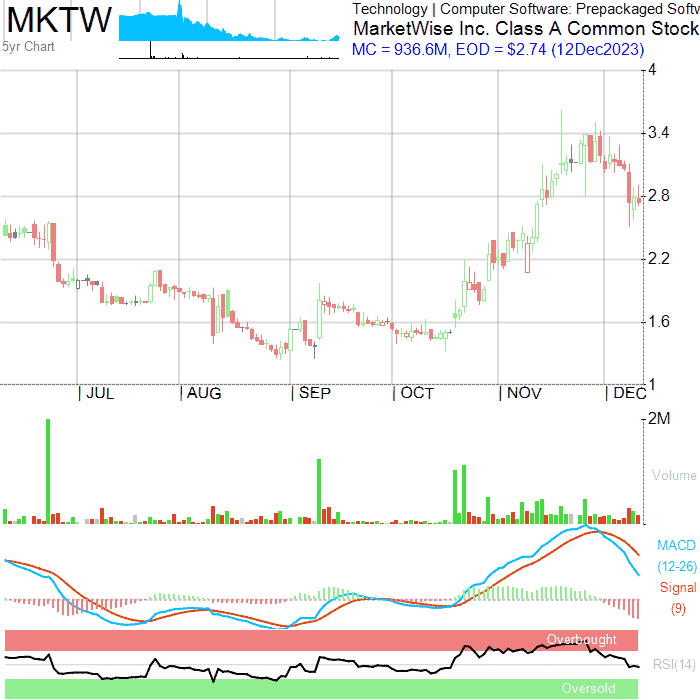 MKTW
5yr Chart
Technology | Computer Software: Prepackaged Softw
MarketWise Inc. Class A Common Stock
MC = 936.6M, EOD = $2.74 (12Dec2023)
4
3.4
2.8
2.2
1.6
1
JUL AUG SEP OCT NOV DEC
2M
Volume
MACD
(12-26)
Signal
(9)
Overbought
RSI(14)
Oversold